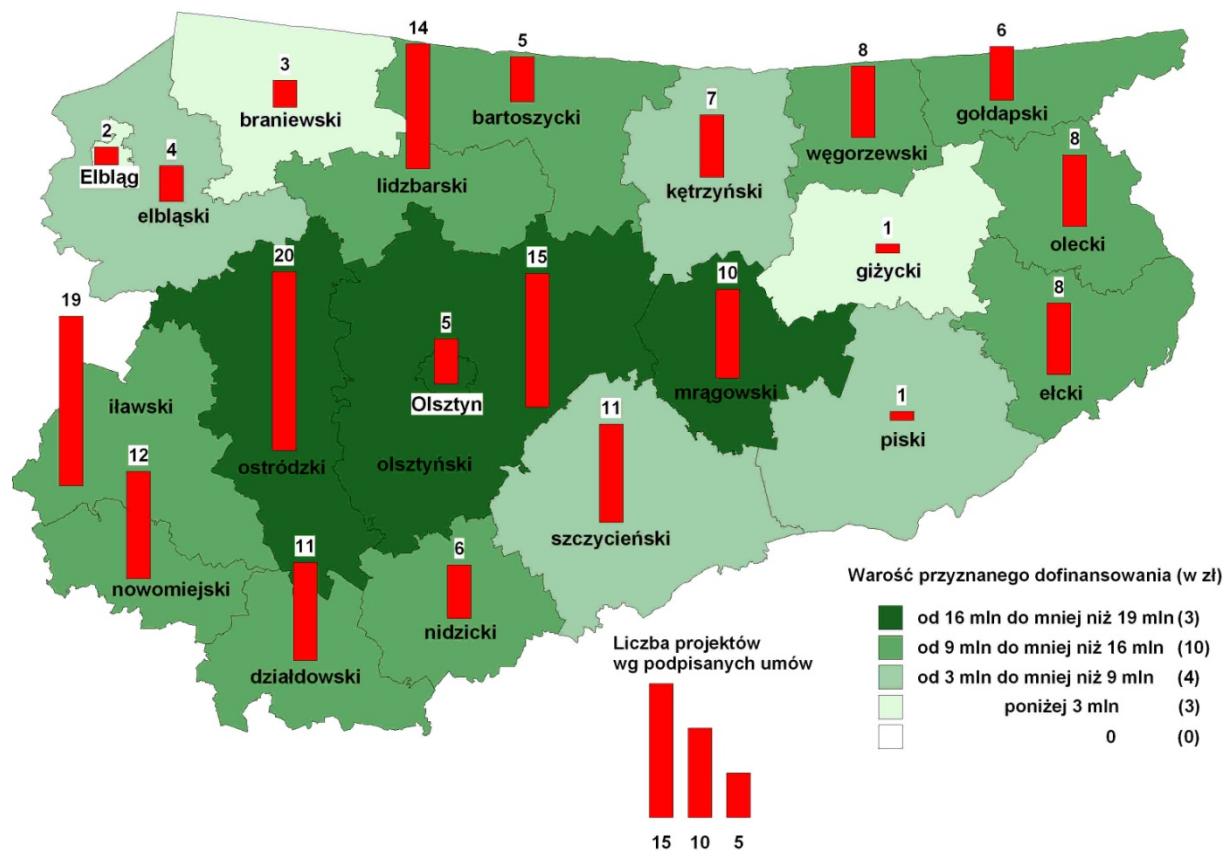 14
5
6
8
3
bartoszycki
gołdapski
7
braniewski
2
węgorzewski
8
4
Elbląg
lidzbarski
kętrzyński
elbląski
1
olecki
20
15
10
giżycki
19
8
5
mrągowski
ełcki
iławski
Olsztyn
1
11
piski
12
ostródzki
olsztyński
szczycieński
11
6
nowomiejski
nidzicki
działdowski
Warość przyznanego dofinansowania (w zł)
od 16 mln do mniej niż 19 mln (3)
od 9 mln do mniej niż 16 mln (10)
od 3 mln do mniej niż 9 mln (4)
poniżej 3 mln (3)
0 (0)
Liczba projektów
wg podpisanych umów
15 10 5